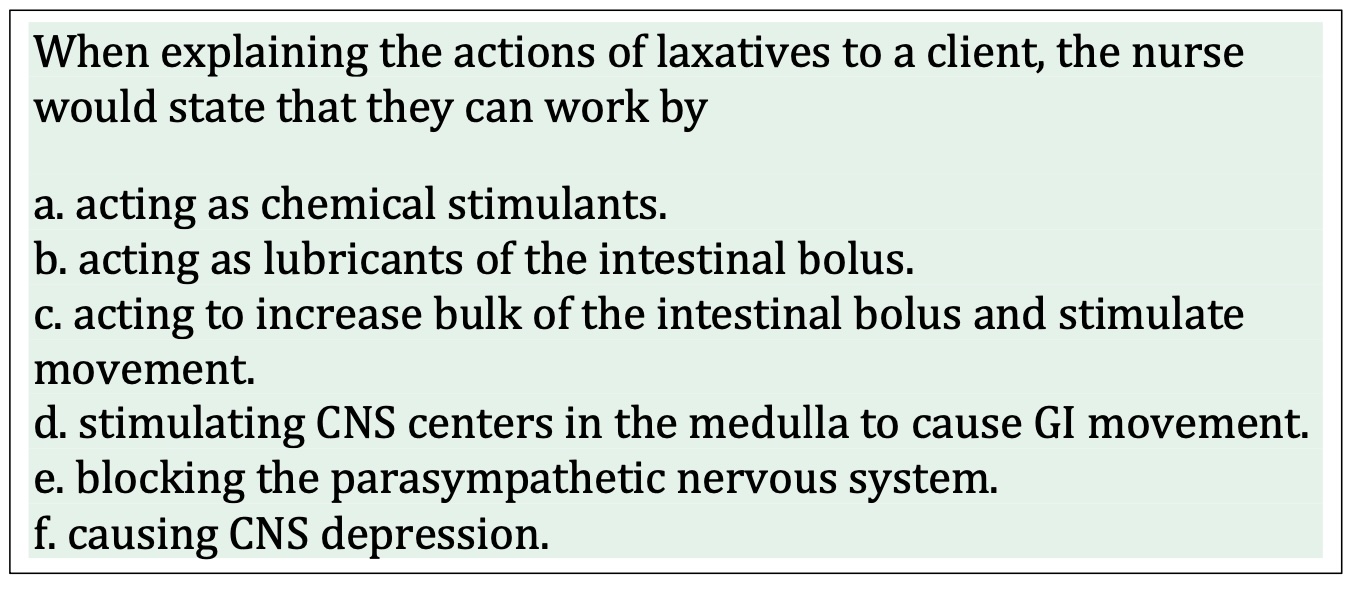 When explaining the actions of laxatives to a client, the nurse
would state that they can work by
a. acting as chemical stimulants.
b. acting as lubricants of the intestinal bolus.
c. acting to increase bulk of the intestinal bolus and stimulate
movement.
d. stimulating CNS centers in the medulla to cause GI movement.
e. blocking the parasympathetic nervous system.
f. causing CNS depression.